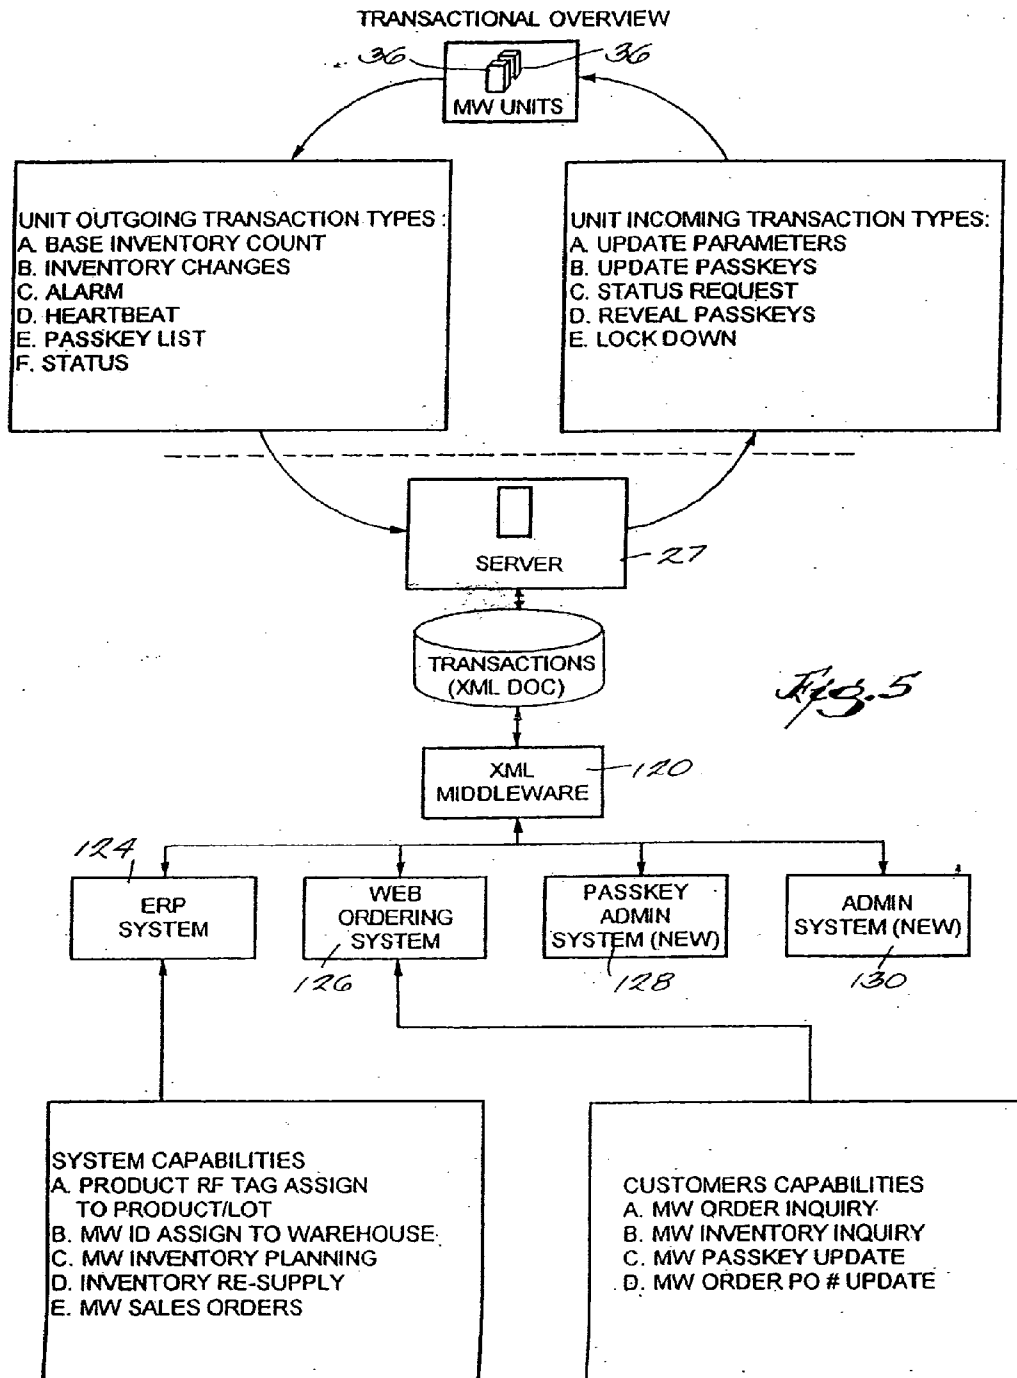 TRANSACTIONAL OVERVIEW
36
36
MW UNITS
UNIT OUTGOING TRANSACTION TYPES :
A. BASE INVENTORY COUNT
B. INVENTORY CHANGES
C. ALARM
D. HEARTBEAT
E. PASSKEY LIST
F. STATUS
UNIT INCOMING TRANSACTION TYPES:
A. UPDATE PARAMETERS
B. UPDATE PASSKEYS
C. STATUS REQUEST
D. REVEAL PASSKEYS
E. LOCK DOWN
SERVER
27
TRANSACTIONS
(XML DOC)
Fig. 5
XML
MIDDLEWARE
120
124
ERP
SYSTEM
WEB
ORDERING
SYSTEM
126
PASSKEY
ADMIN
SYSTEM (NEW)
128
ADMIN
SYSTEM (NEW)
130
SYSTEM CAPABILITIES
A. PRODUCT RF TAG ASSIGN
TO PRODUCT/LOT
B. MW ID ASSIGN TO WAREHOUSE
C. MW INVENTORY PLANNING
D. INVENTORY RE-SUPPLY
E. MW SALES ORDERS
CUSTOMERS CAPABILITIES
A. MW ORDER INQUIRY
B. MW INVENTORY INQUIRY
C. MW PASSKEY UPDATE
D. MW ORDER PO # UPDATE